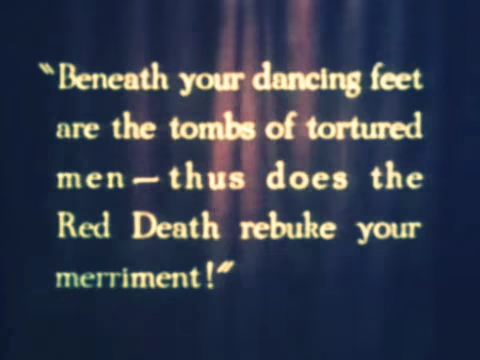 "Beneath your dancing feet
are the tombs of tortured
men — thus does the
Red Death rebuke your
merriment!"